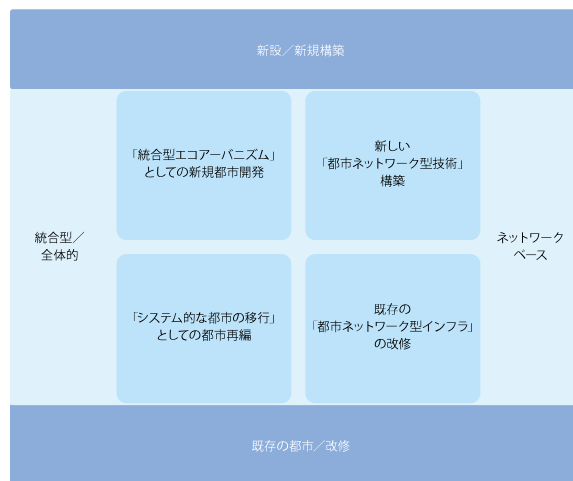 新設／新規構築
「統合型エコアーバニズム」
としての新規都市開発
新しい
「都市ネットワーク型技術」
構築
統合型／
全体的
ネットワーク
ベース
「システム的な都市の移行」
としての都市再編
既存の
「都市ネットワーク型インフラ」
の改修
既存の都市／改修